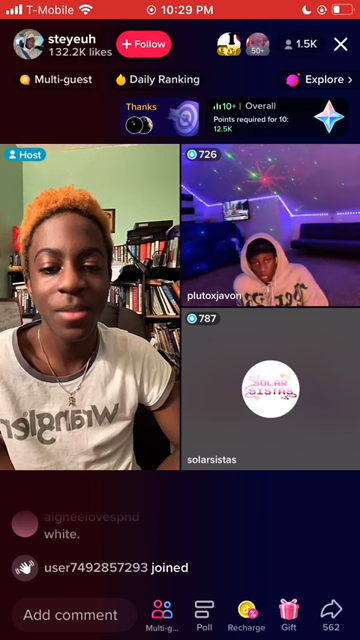 T-Mobile
10:29 PM
steyeuh
132.2K likes
+ Follow
50+
1.5K
Multi-guest
Daily Ranking
Explore >
Thanks
10+ | Overall
Points required for 10:
12.5K
Host
726
plutoxjavon
Wrangler
787
SOLAR
SISTAS
solarsistas
aigneelovespnd
white.
user7492857293 joined
Add comment
Multi-g...
Poll
Recharge
Gift
562